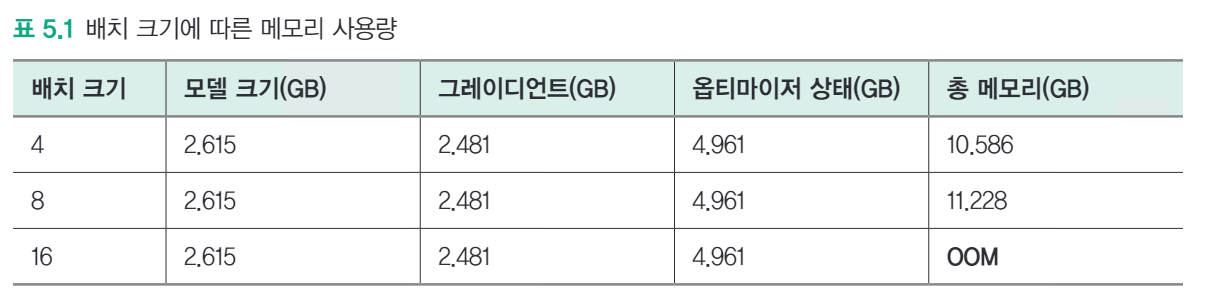 표 5.1 배치 크기에 따른 메모리 사용량
배치 크기 모델 크기(GB) 그레이디언트(GB) 옵티마이저 상태(GB) 총 메모리(GB)
4 2.615 2.481 4.961 10.586
8 2.615 2.481 4.961 11.228
16 2.615 2.481 4.961 OOM